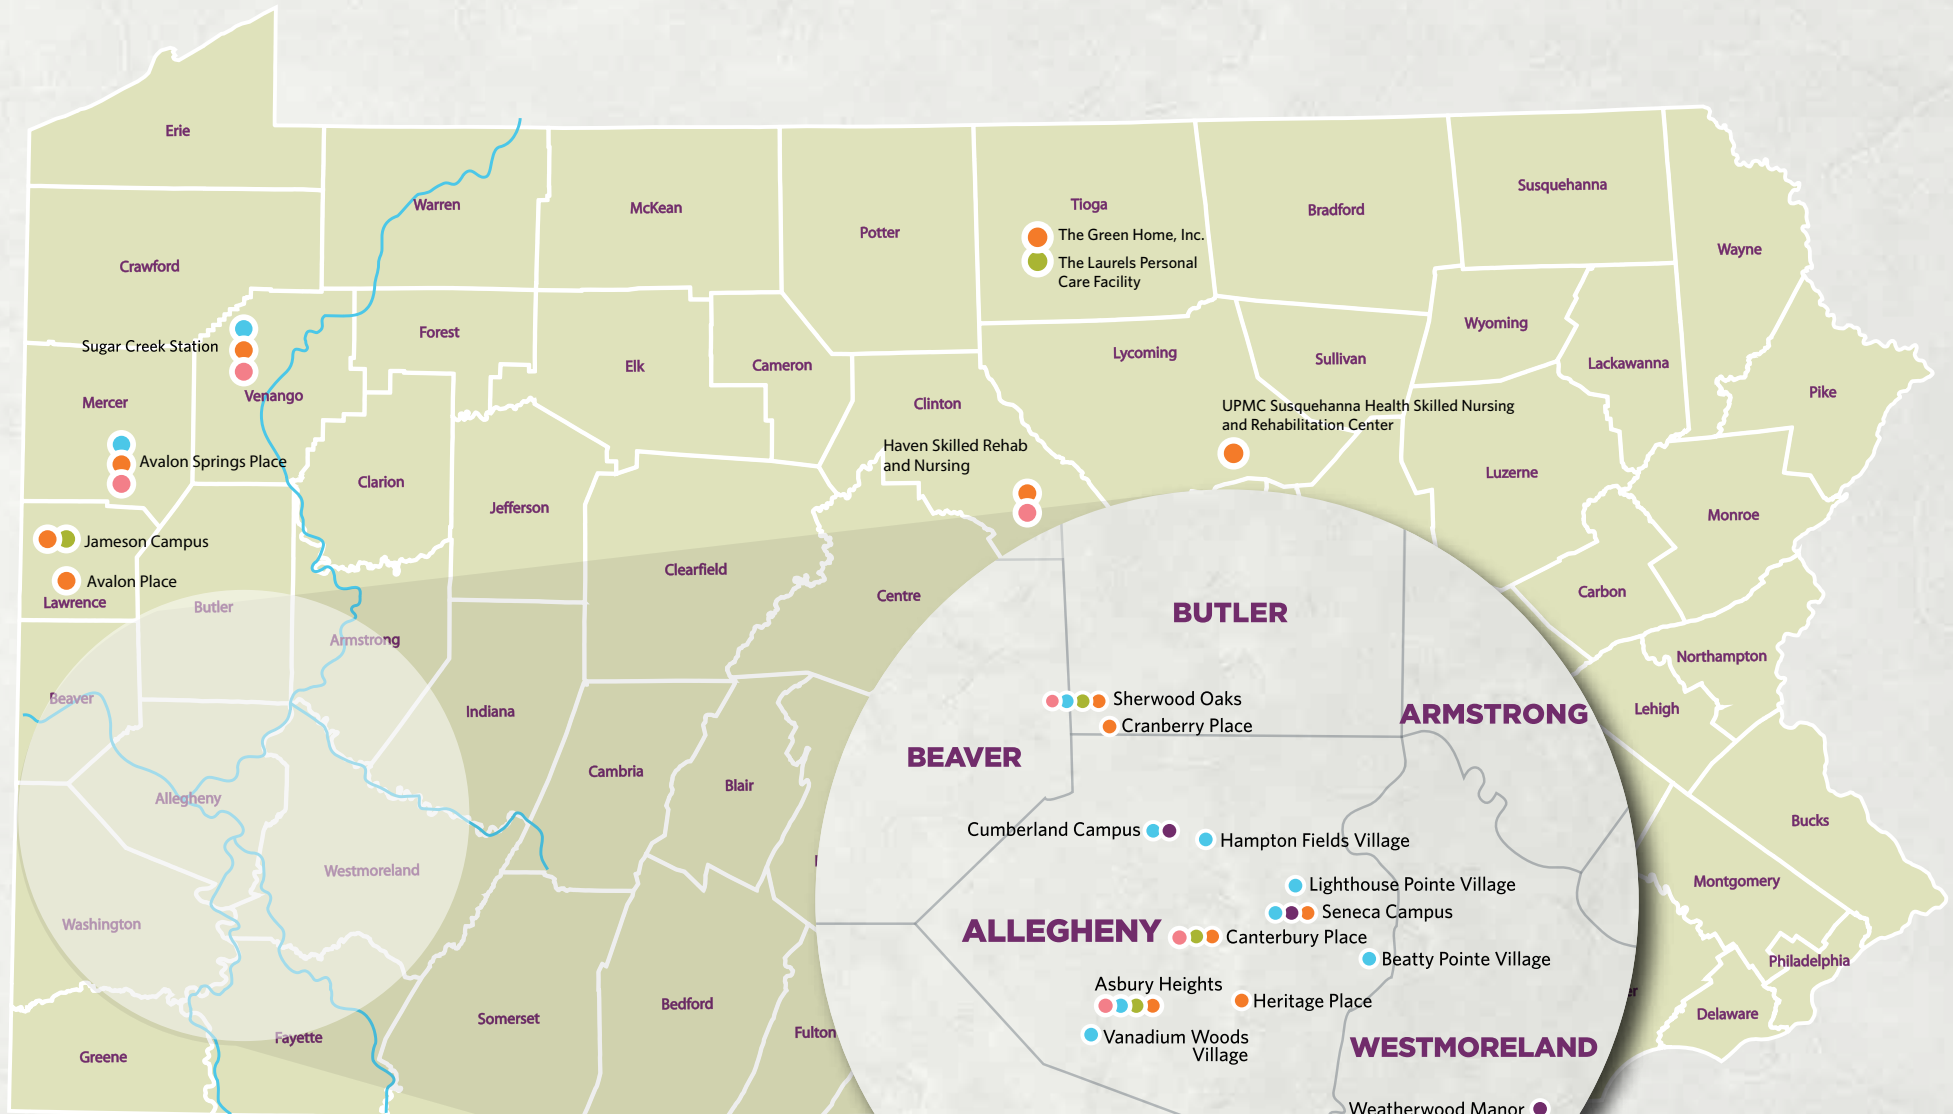 Erie
Warren
McKean
Potter
Tioga
The Green Home, Inc.
The Laurels Personal
Care Facility
Bradford
Susquehanna
Wayne
Crawford
Sugar Creek Station
Venango
Forest
Elk
Cameron
Clinton
Lycoming
Sullivan
Wyoming
Lackawanna
Pike
Mercer
Avalon Springs Place
Clarion
Jefferson
Haven Skilled Rehab
and Nursing
UPMC Susquehanna Health Skilled Nursing
and Rehabilitation Center
Luzerne
Monroe
Jameson Campus
Avalon Place
Lawrence
Butler
Armstrong
Clearfield
Centre
Carbon
Northampton
Lehigh
Beaver
Indiana
Cambria
Blair
Allegheny
Westmoreland
Washington
Greene
Fayette
Somerset
Bedford
Fulton
BUTLER
Sherwood Oaks
Cranberry Place
ARMSTRONG
BEAVER
Cumberland Campus
Hampton Fields Village
Lighthouse Pointe Village
Seneca Campus
ALLEGHENY
Canterbury Place
Beatty Pointe Village
Asbury Heights
Heritage Place
Vanadium Woods
Village
WESTMORELAND
Weatherwood Manor
Bucks
Montgomery
Philadelphia
er
Delaware